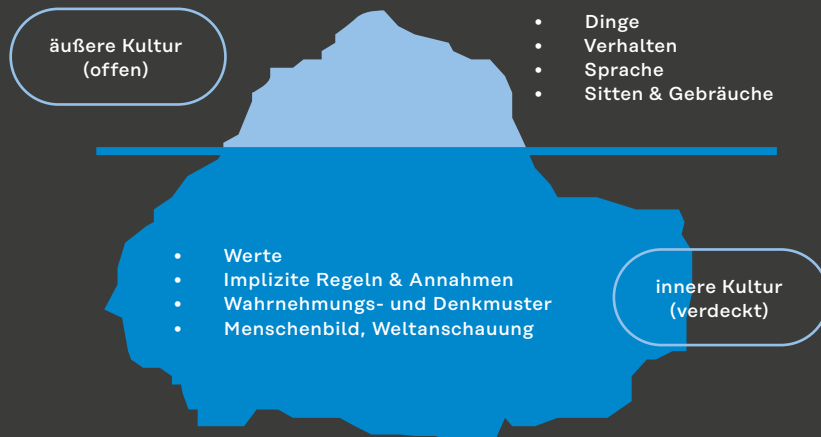 äußere Kultur
(offen)
• Dinge
• Verhalten
• Sprache
• Sitten & Gebräuche
• Werte
• Implizite Regeln & Annahmen
• Wahrnehmungs- und Denkmuster
• Menschenbild, Weltanschauung
innere Kultur
(verdeckt)